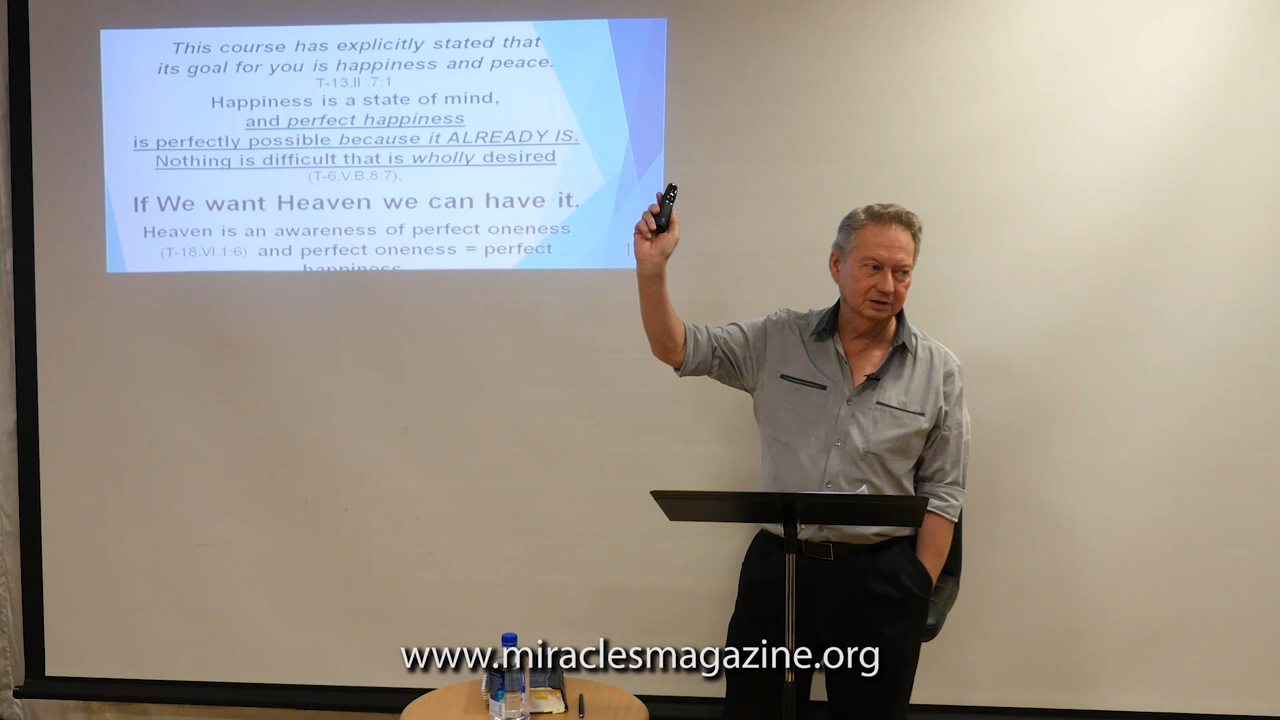 This course has explicitly stated that
its goal for you is happiness and peace.
T-13.II .7:1
Happiness is a state of mind,
and perfect happiness
is perfectly possible because it ALREADY IS.
Nothing is difficult that is wholly desired
(T-6.V.B.8:7).
If We want Heaven we can have it.
Heaven is an awareness of perfect oneness
(T-18.VI.1:6) and perfect oneness = perfect
happiness
www.miraclesmagazine.org